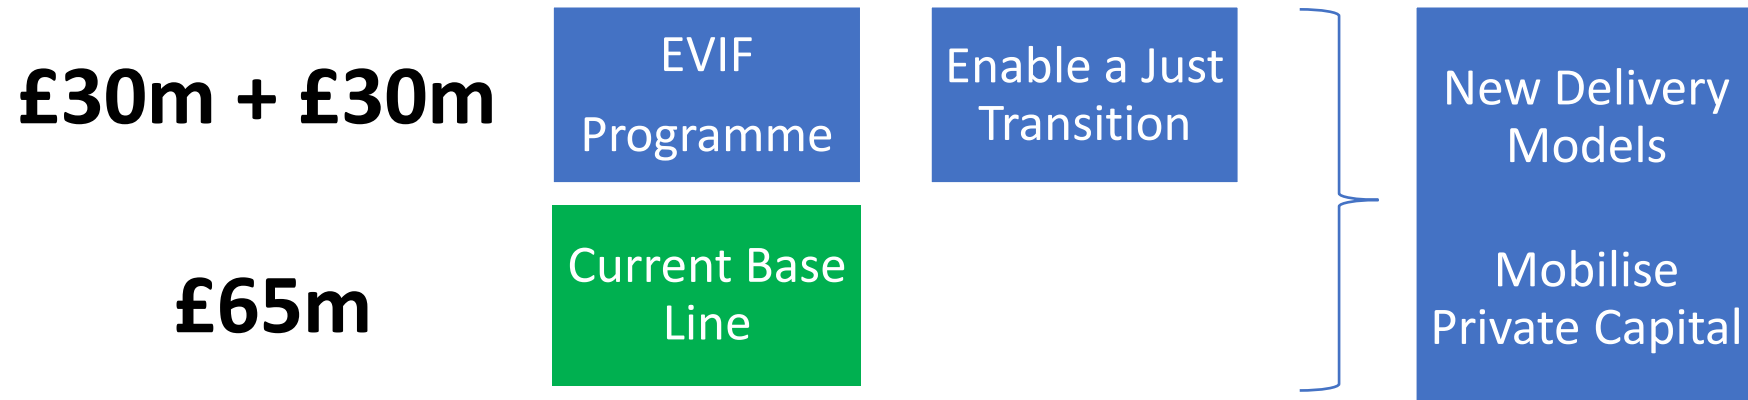 £30m + £30m
EVIF
Programme
Enable a Just
Transition
£65m
Current Base
Line
New Delivery
Models
Mobilise
Private Capital